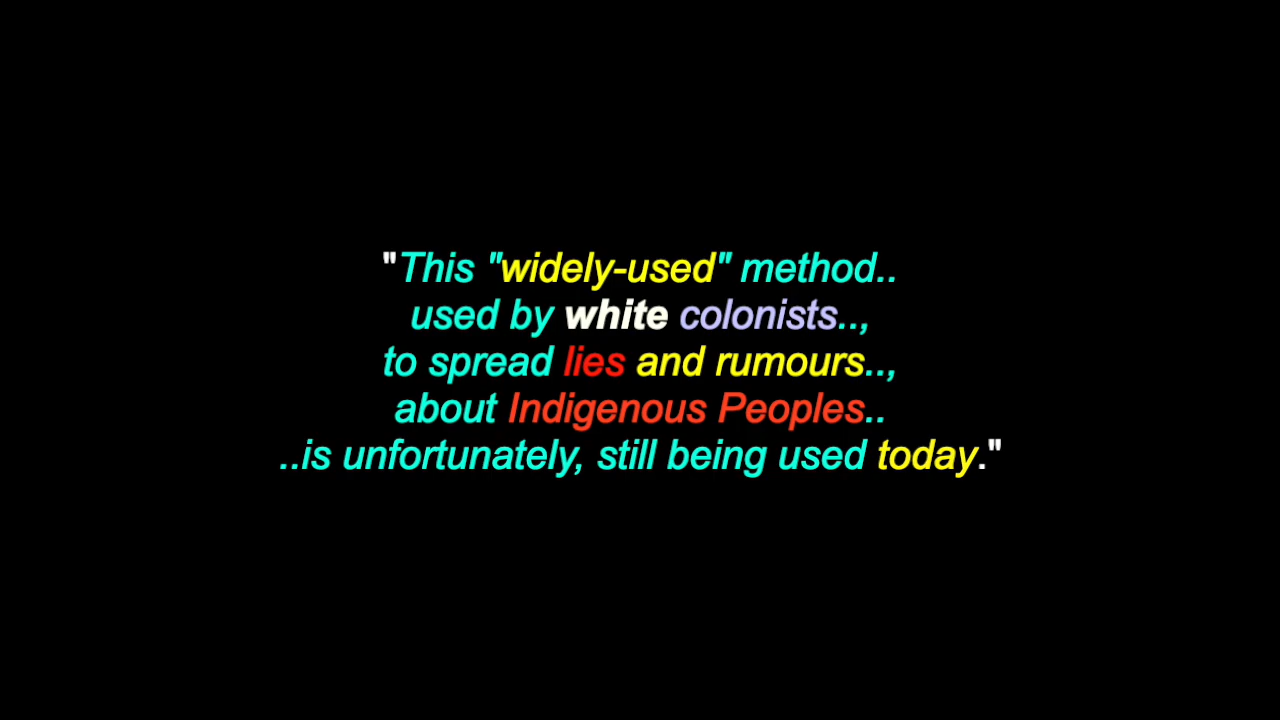 "This "widely-used" method..
used by white colonists..,
to spread lies and rumours..,
about Indigenous Peoples..
..is unfortunately, still being used today."